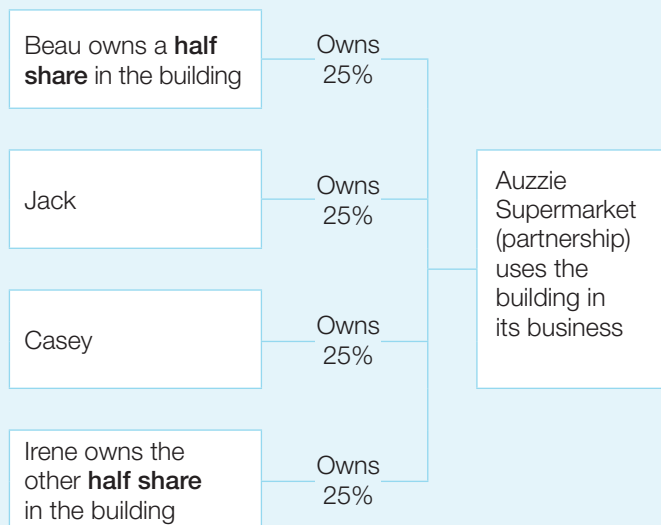 Beau owns a half
share in the building
Owns
25%
Jack
Owns
25%
Casey
Owns
25%
Irene owns the
other half share
in the building
Owns
25%
Auzzie
Supermarket
(partnership)
uses the
building in
its business